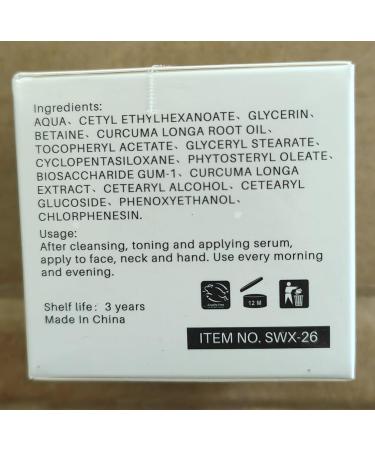 Ingredients:
AQUA、CETYL ETHYLHEXANOATE、GLYCERIN、
BETAINE、CURCUMA LONGA ROOT OIL、
TOCOPHERYL ACETATE、GLYCERYL STEARATE、
CYCLOPENTASILOXANE、PHYTOSTERYL OLEATE、
BIOSACCHARIDE GUM-1、CURCUMA LONGA
EXTRACT、CETEARYL ALCOHOL、CETEARYL
GLUCOSIDE、PHENOXYETHANOL、
CHLORPHENESIN.
Usage:
After cleansing, toning and applying serum,
apply to face, neck and hand. Use every morning
and evening.
12 M
Shelf life：3 years
Made In China
ITEM NO. SWX-26